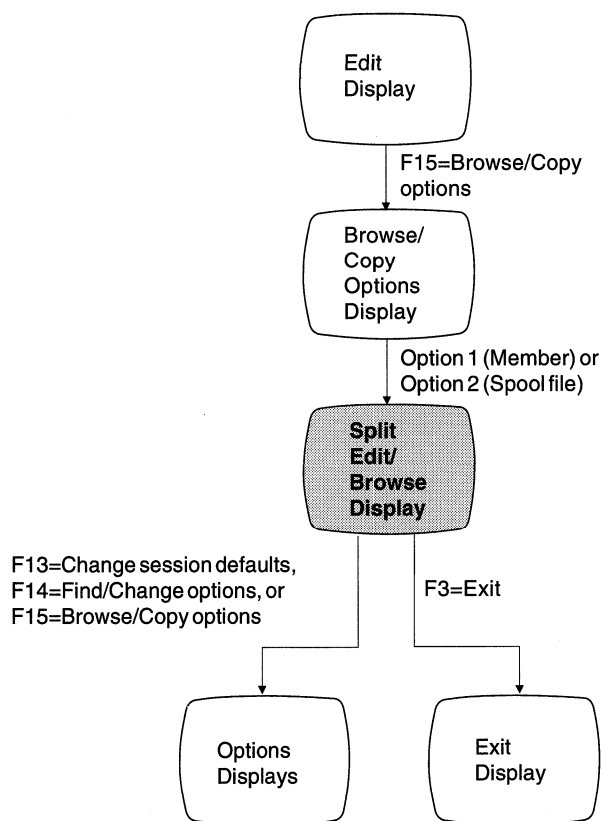 Edit
Display
F15=Browse/Copy
options
Browse/
Copy
Options
Display
Option 1 (Member) or
Option 2 (Spool file)
Split
Edit/
Browse
Display
F13=Change session defaults,
F14=Find/Change options, or
F15=Browse/Copy options
F3=Exit
Options
Displays
Exit
Display